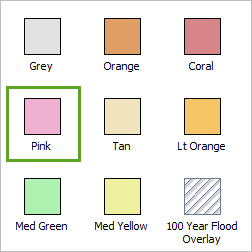 Grey
Orange
Coral
Pink
Tan
Lt Orange
Med Green
Med Yellow
100 Year Flood
Overlay